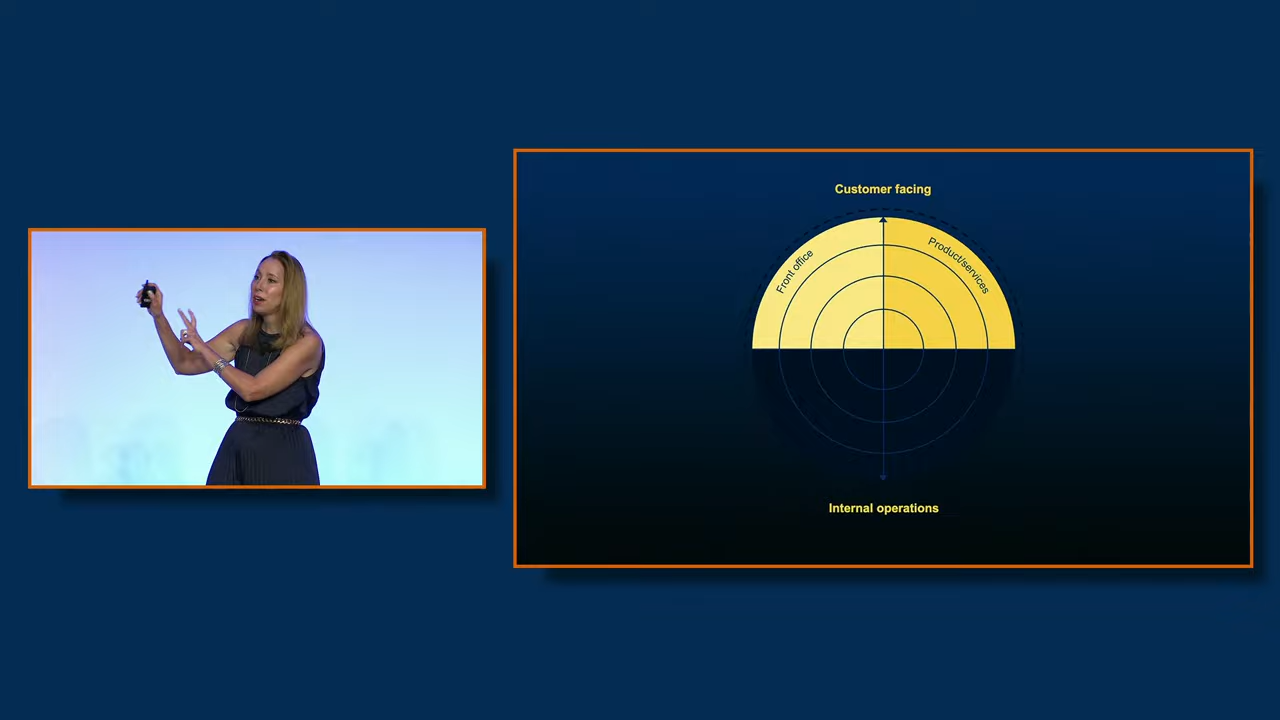 Customer facing
Front office
Product/services
Internal operations